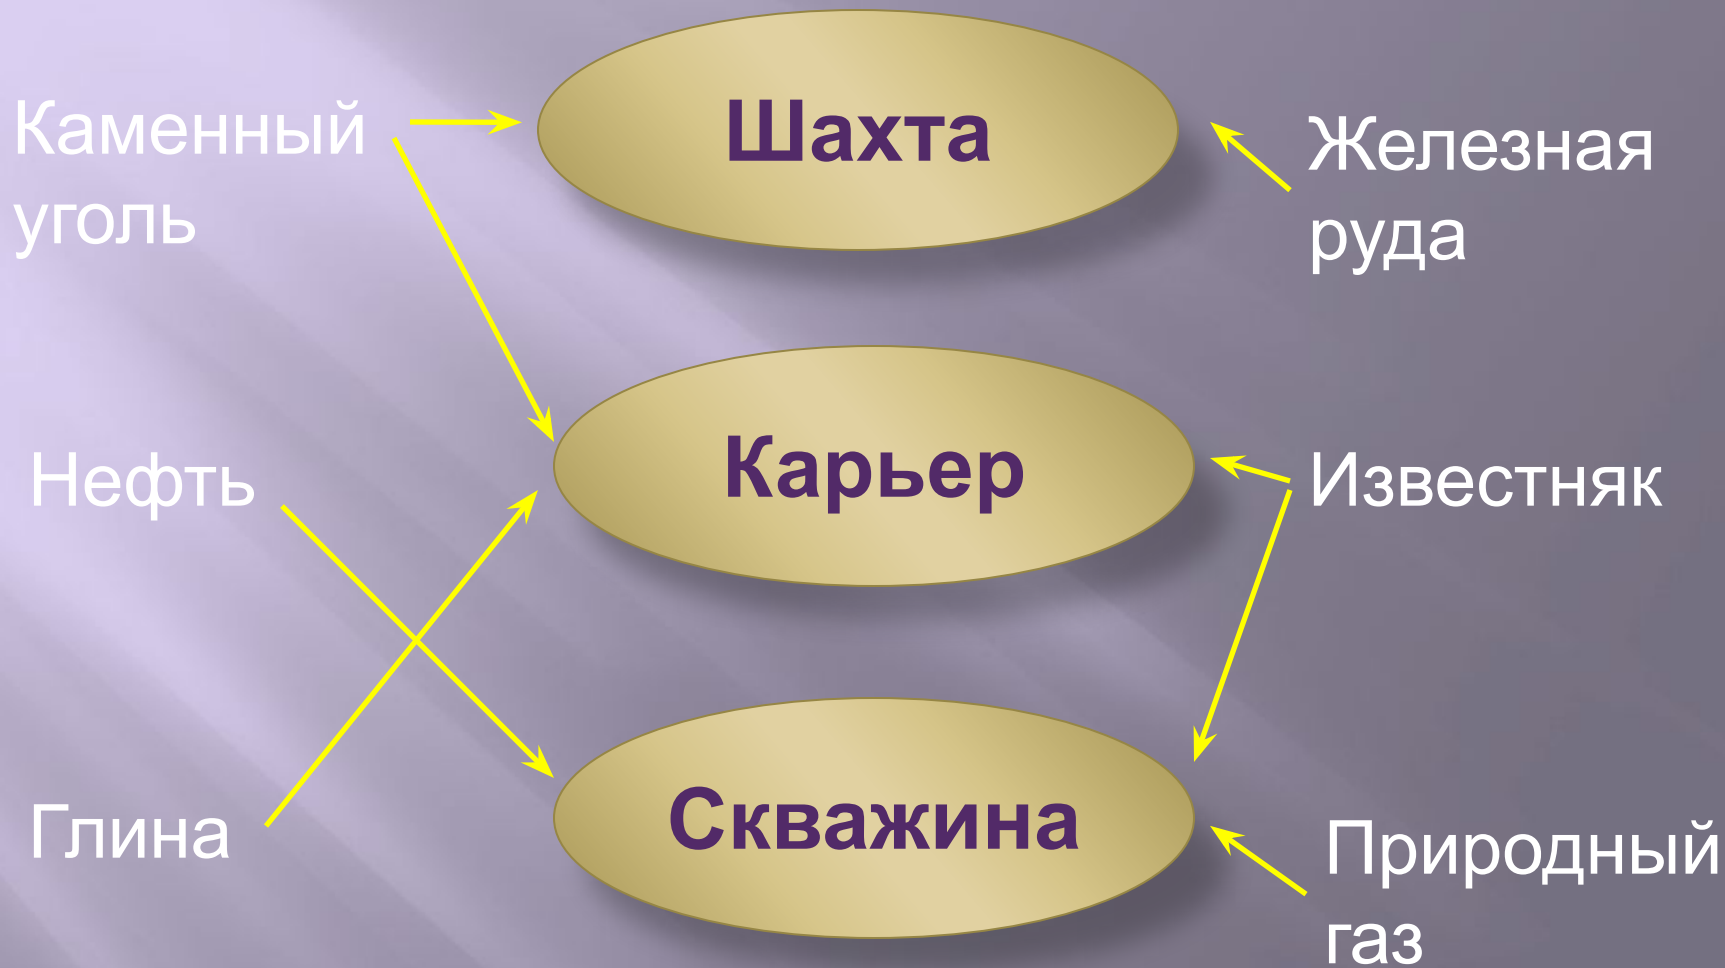 Шахта
Каменный
уголь
Железная
руда
Карьер
Нефть
Известняк
Скважина
Глина
Природный
газ